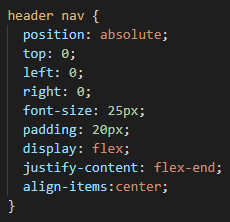 header nav {
  position: absolute;
  top: 0;
  left: 0;
  right: 0;
  font-size: 25px;
  padding: 20px;
  display: flex;
  justify-content: flex-end;
  align-items:center;
}